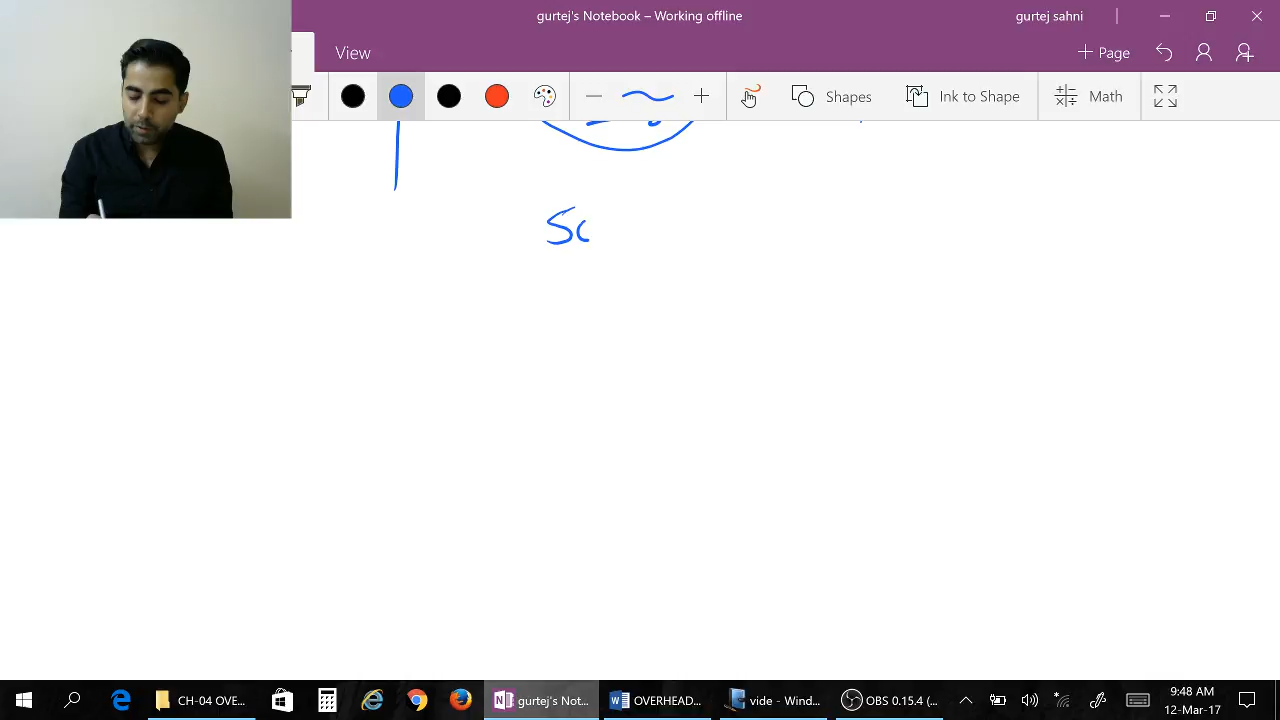 gurtej's Notebook – Working offline
gurtej sahni
View
Page
Shapes
Ink to Shape
Math
Sc
CH-04 OVE...
gurtej's Not...
OVERHEAD...
vide - Wind...
OBS 0.15.4 (...
9:48 AM
12-Mar-17